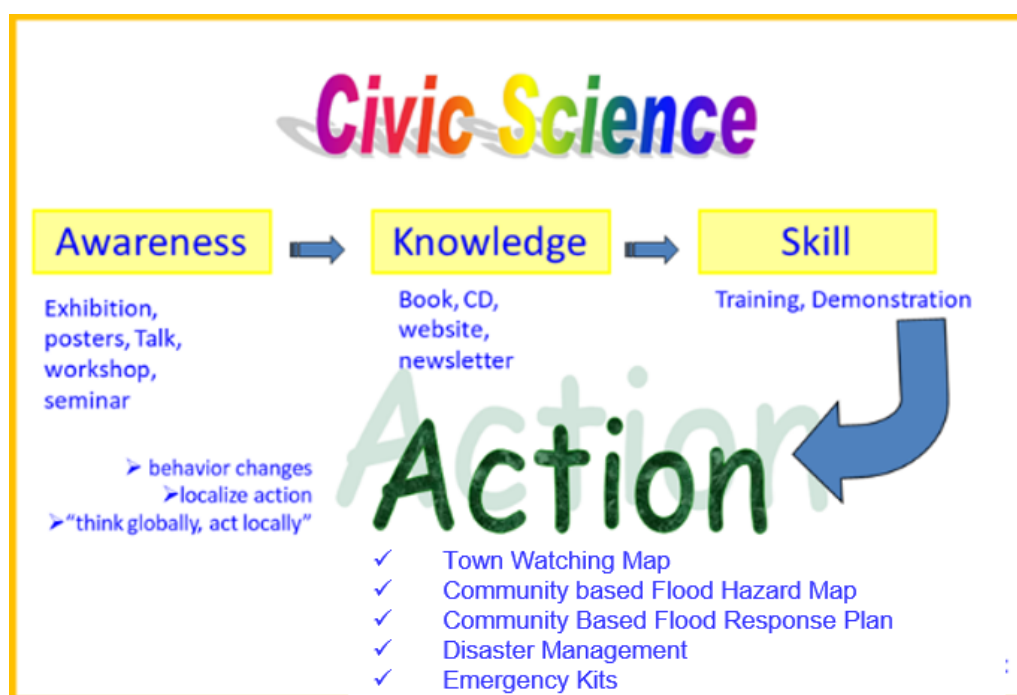 Civic Science
Awareness
Knowledge
Skill
Exhibition,
posters, Talk,
workshop,
seminar
Book, CD,
website,
newsletter
Training, Demonstration
Action
➢ behavior changes
➢localize action
➢"think globally, act locally"
✓ Town Watching Map
✓ Community based Flood Hazard Map
✓ Community Based Flood Response Plan
✓ Disaster Management
✓ Emergency Kits